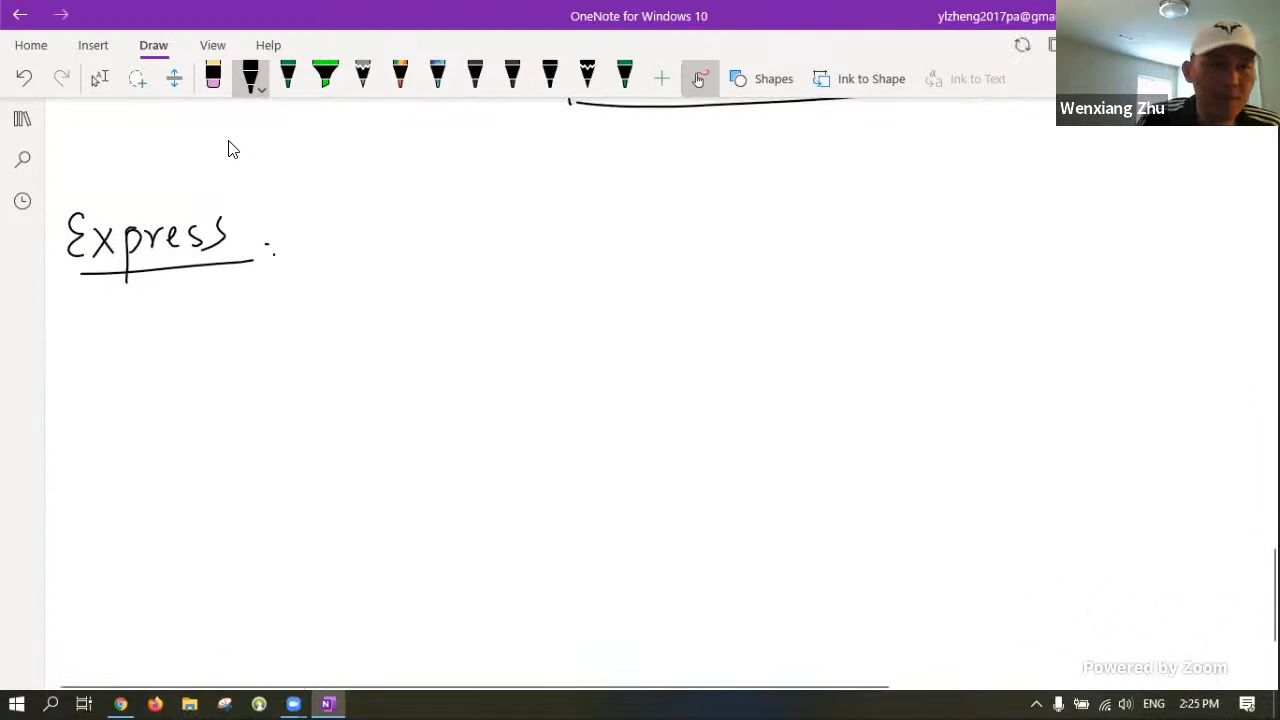 OneNote for Windows 10
ylzheng2017pa@gma
Home Insert Draw View Help
Shapes Ink to Shape Ink to Text
Wenxiang Zhu
Express :
Powered by Zoom
ENG 2:25 PM